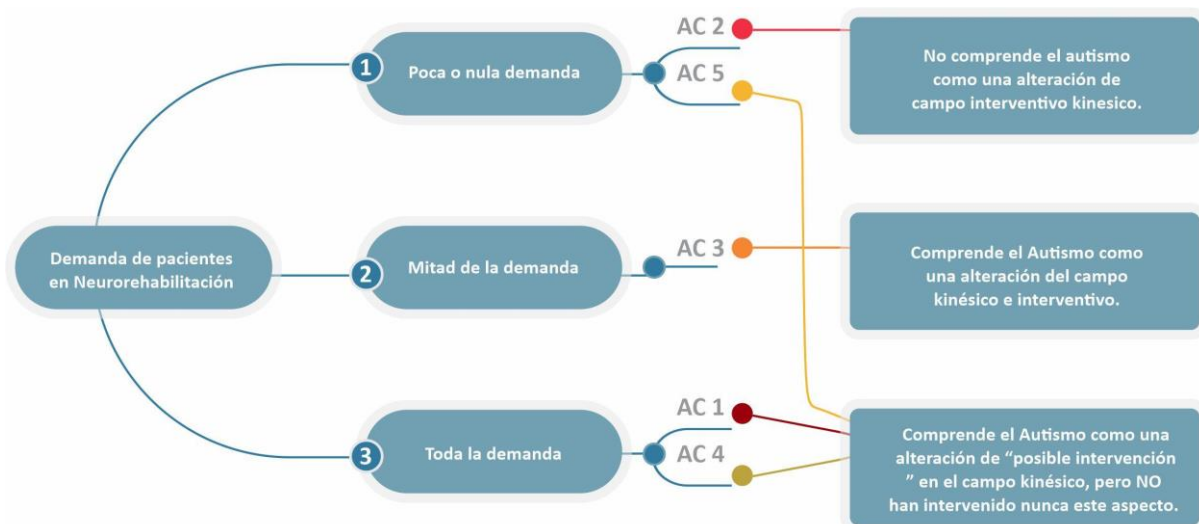 Demanda de pacientes
en Neurorehabilitación
1
Poca o nula demanda
AC 2
AC 5
No comprende el autismo
como una alteración de
campo interventivo kinesico.
2
Mitad de la demanda
AC 3
Comprende el Autismo como
una alteración del campo
kinésico e interventivo.
3
Toda la demanda
AC 1
AC 4
Comprende el Autismo como una
alteración de “posible intervención
” en el campo kinésico, pero NO
han intervenido nunca este aspecto.